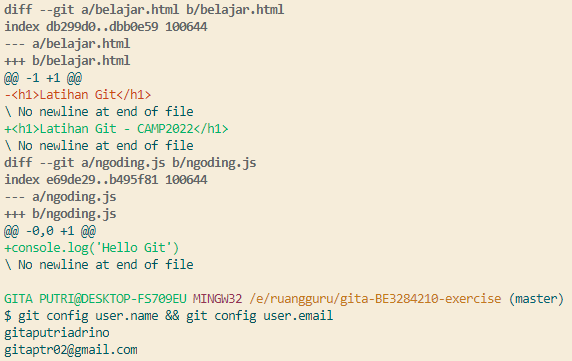 diff --git a/belajar.html b/belajar.html
index db299d0..dbb0e59 100644
--- a/belajar.html
+++ b/belajar.html
@@ -1 +1 @@
-<h1>Latihan Git</h1>
\ No newline at end of file
+<h1>Latihan Git - CAMP2022</h1>
\ No newline at end of file
diff --git a/ngoding.js b/ngoding.js
index e69de29..b495f81 100644
--- a/ngoding.js
+++ b/ngoding.js
@@ -0,0 +1 @@
+console.log('Hello Git')
\ No newline at end of file
GITA PUTRI@DESKTOP-FS709EU MINGW32 /e/ruangguru/gita-BE3284210-exercise (master)
$ git config user.name && git config user.email
gitaputriadrino
gitaptr02@gmail.com